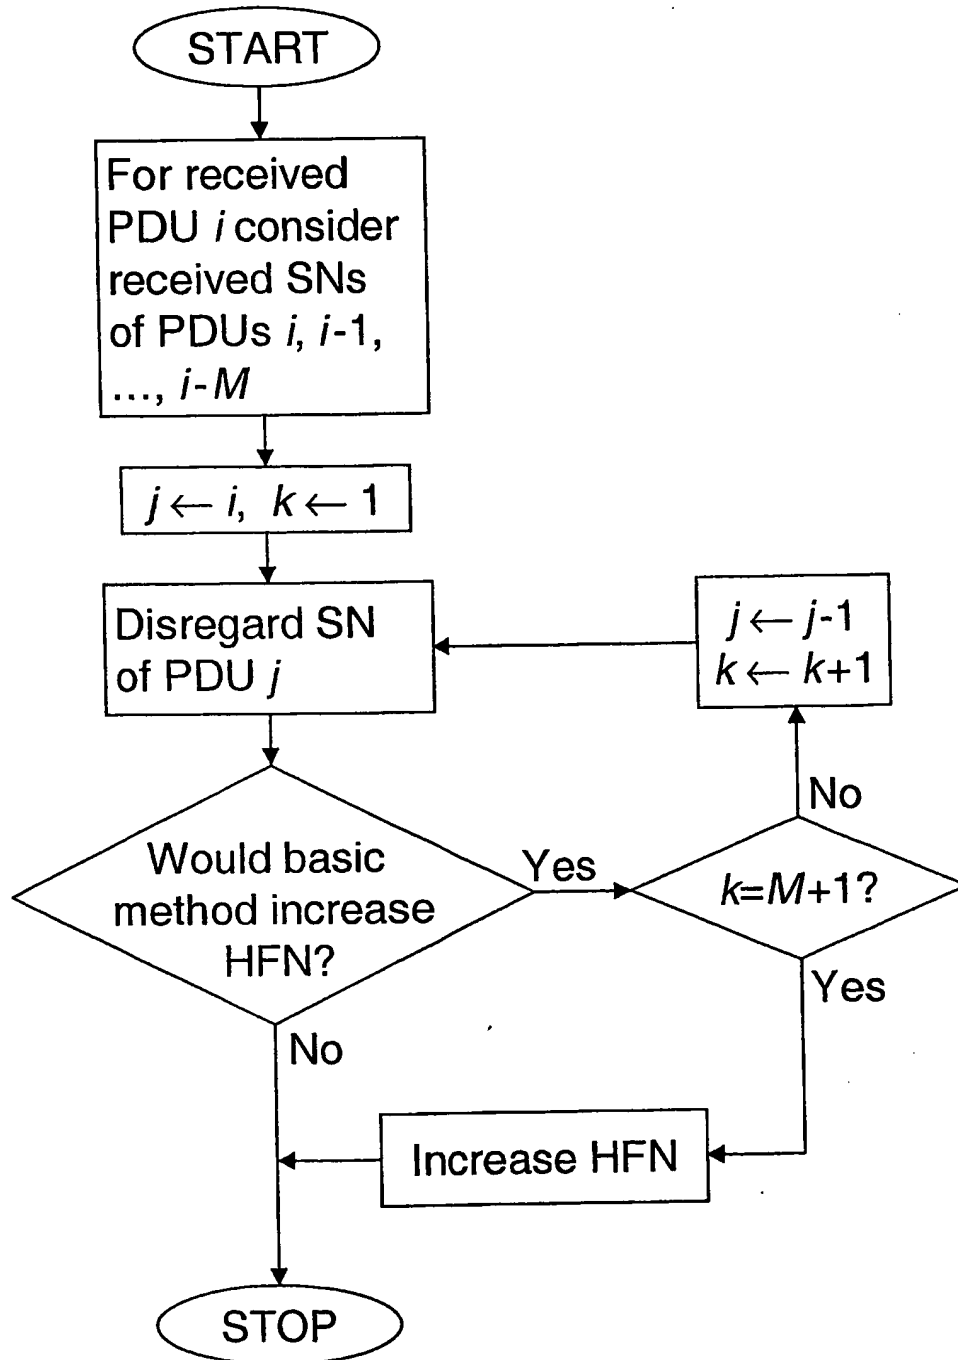 START
For received
PDU i consider
received SNs
of PDUs i, i-1,
..., i-M
j ← i, k ← 1
Disregard SN
of PDU j
j ← j-1
k ← k+1
No
Would basic
method increase
HFN?
Yes
k=M+1?
Yes
No
Increase HFN
STOP